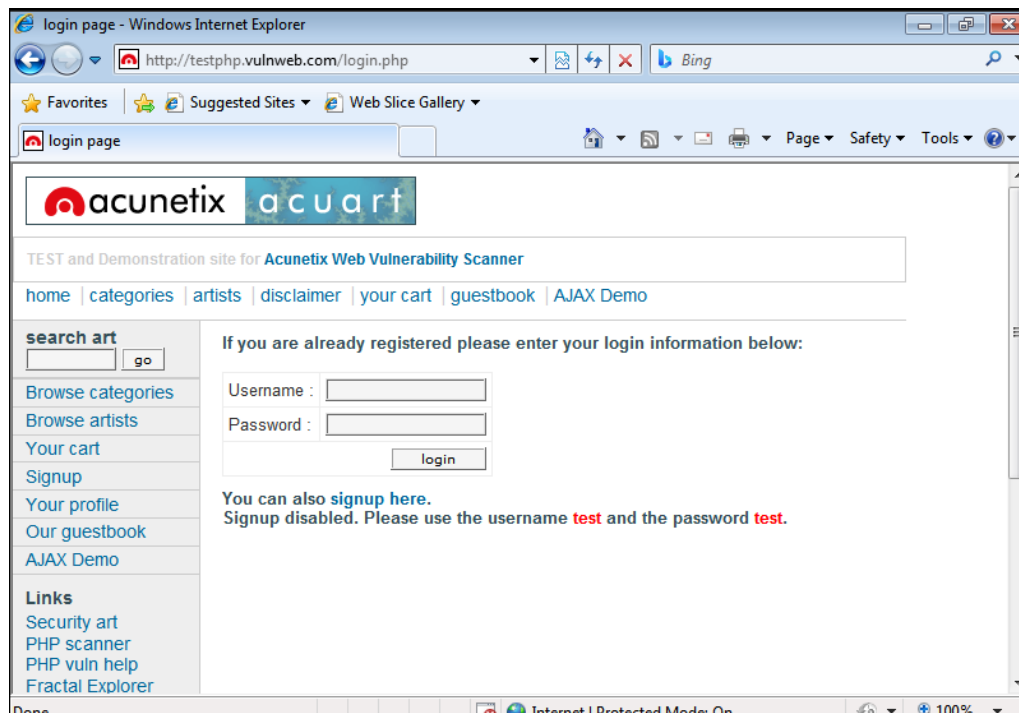 login page - Windows Internet Explorer
http://testphp.vulnweb.com/login.php
Bing
Favorites Suggested Sites Web Slice Gallery
login page Page Safety Tools
acunetix acuart
TEST and Demonstration site for Acunetix Web Vulnerability Scanner
home | categories | artists | disclaimer | your cart | guestbook | AJAX Demo
search art
go
Browse categories
Browse artists
Your cart
Signup
Your profile
Our guestbook
AJAX Demo
Links
Security art
PHP scanner
PHP vuln help
Fractal Explorer
If you are already registered please enter your login information below:
Username :
Password :
login
You can also signup here.
Signup disabled. Please use the username test and the password test.
Done Internet | Protected Mode: On 100%